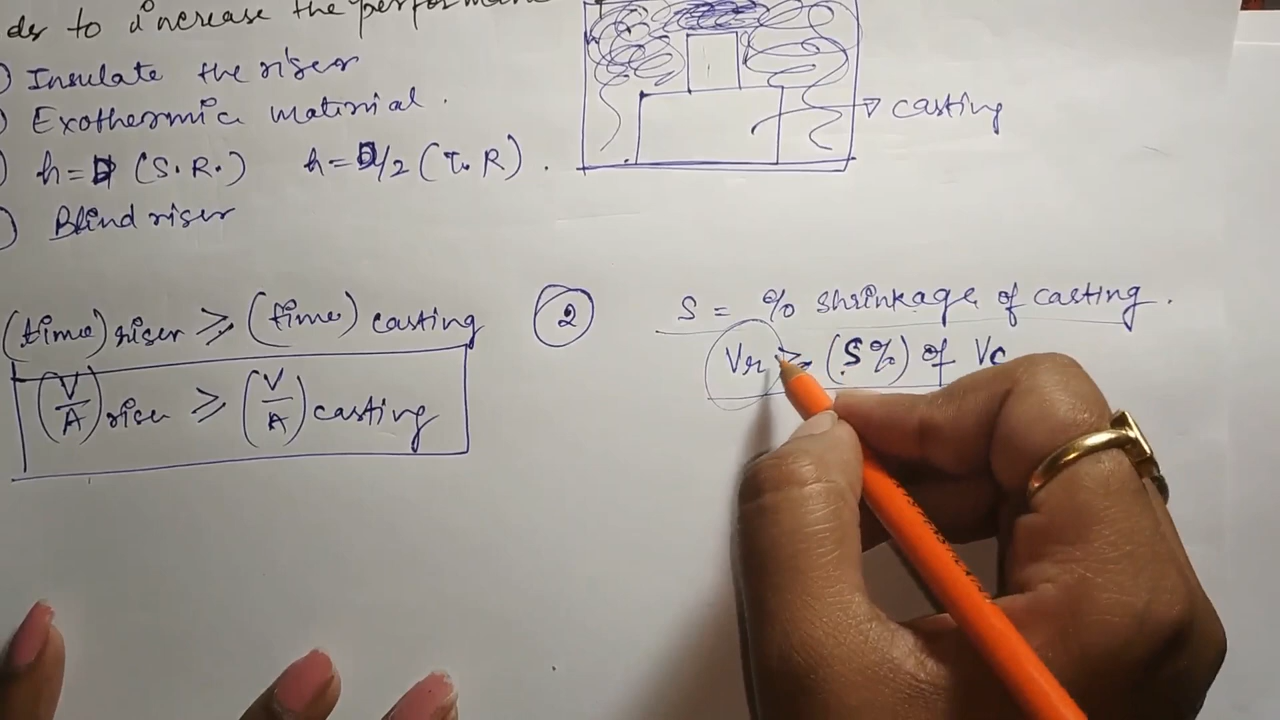 to increase the
Insulate the riser
Exothermic material.
h=D (S.R.) h=D/2 (T.R).
Blind riser
casting
(time) riser ≥ (time) casting
(V/A) riser ≥ (V/A) casting
2
S = % shrinkage of casting.
Vr ≥ (S%) of Vc